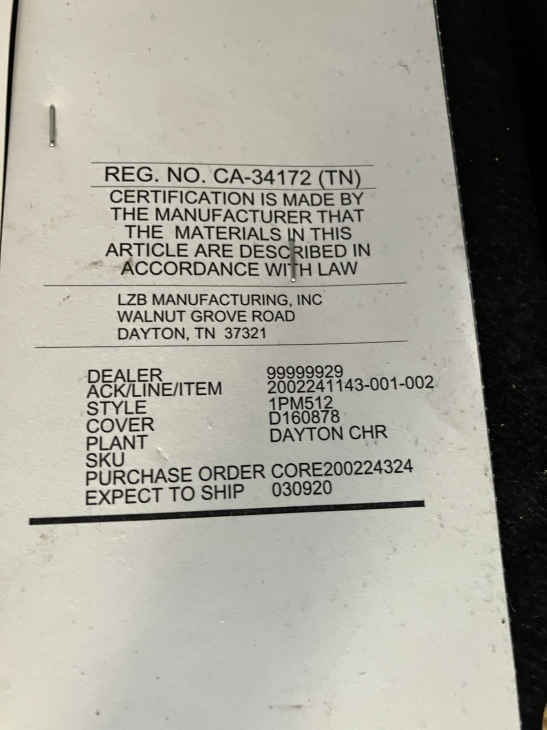 REG. NO. CA-34172 (TN)
CERTIFICATION IS MADE BY
THE MANUFACTURER THAT
THE MATERIALS IN THIS
ARTICLE ARE DESCRIBED IN
ACCORDANCE WITH LAW
LZB MANUFACTURING, INC
WALNUT GROVE ROAD
DAYTON, TN 37321
DEALER 99999929
ACK/LINE/ITEM 2002241143-001-002
STYLE 1PM512
COVER D160878
PLANT DAYTON CHR
SKU
PURCHASE ORDER CORE200224324
EXPECT TO SHIP 030920